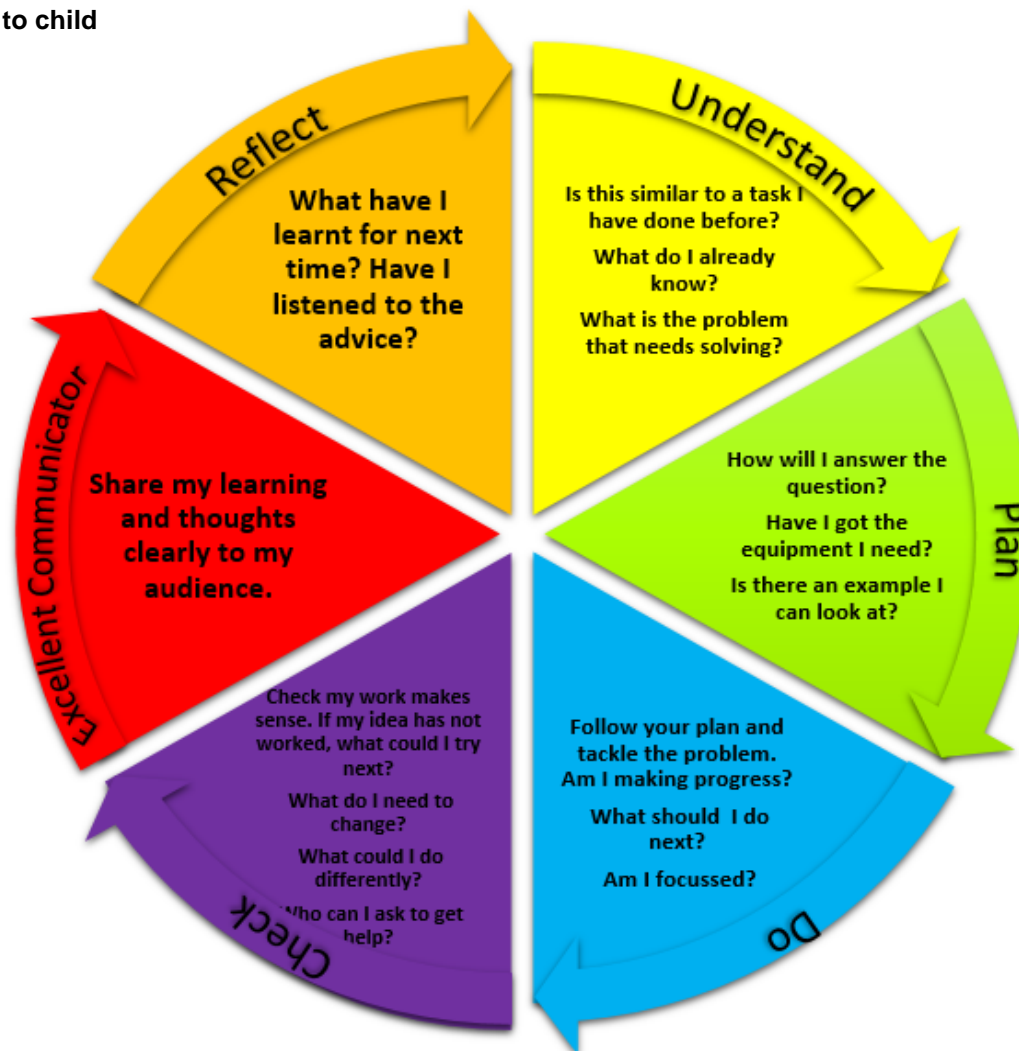 to child
Understand
Is this similar to a task I
have done before?
What do I already
know?
What is the problem
that needs solving?
Plan
How will I answer the
question?
Have I got the
equipment I need?
Is there an example I
can look at?
Do
Follow your plan and
tackle the problem.
Am I making progress?
What should I do
next?
Am I focussed?
Check
Check my work makes
sense. If my idea has not
worked, what could I try
next?
What do I need to
change?
What could I do
differently?
Who can I ask to get
help?
Excellent Communicator
Share my learning
and thoughts
clearly to my
audience.
Reflect
What have I
learnt for next
time? Have I
listened to the
advice?